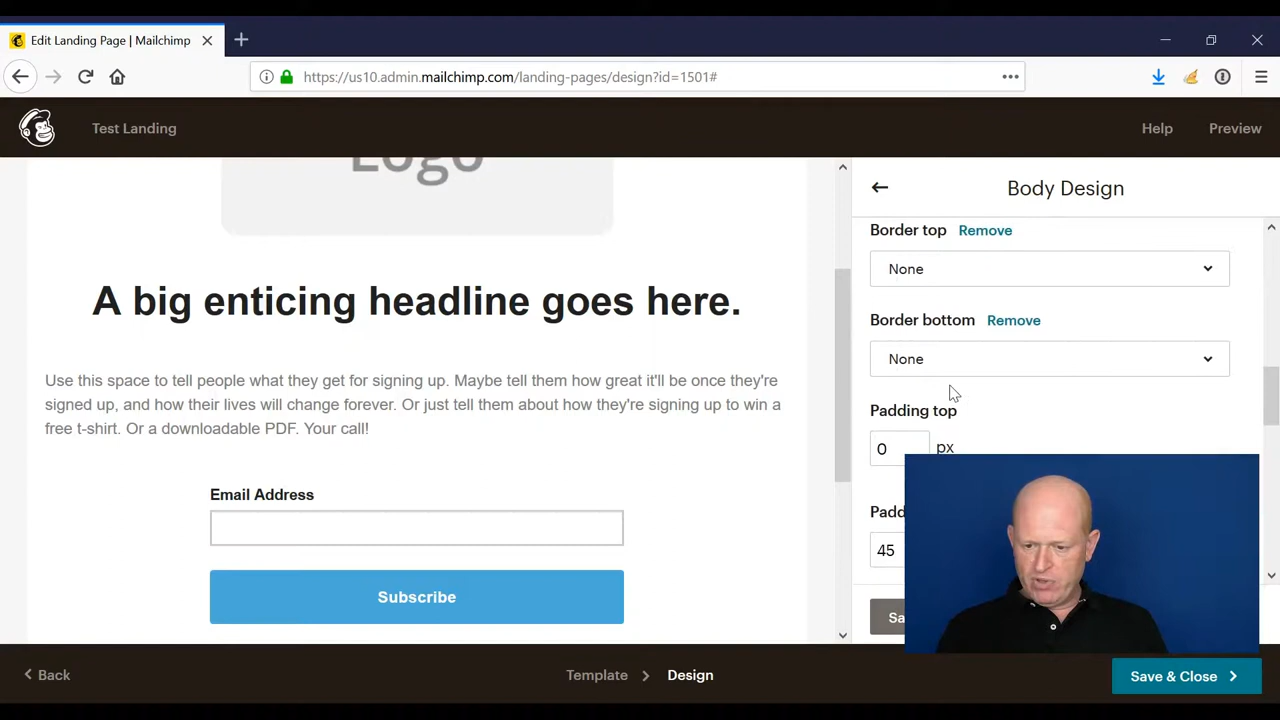 Edit Landing Page | Mailchimp
https://us10.admin.mailchimp.com/landing-pages/design?id=1501#
Test Landing
Help
Preview
Logo
A big enticing headline goes here.
Use this space to tell people what they get for signing up. Maybe tell them how great it'll be once they're
signed up, and how their lives will change forever. Or just tell them about how they're signing up to win a
free t-shirt. Or a downloadable PDF. Your call!
Email Address
Subscribe
Body Design
Border top Remove
None
Border bottom Remove
None
Padding top
0 px
45
Back
Template
Design
Save & Close